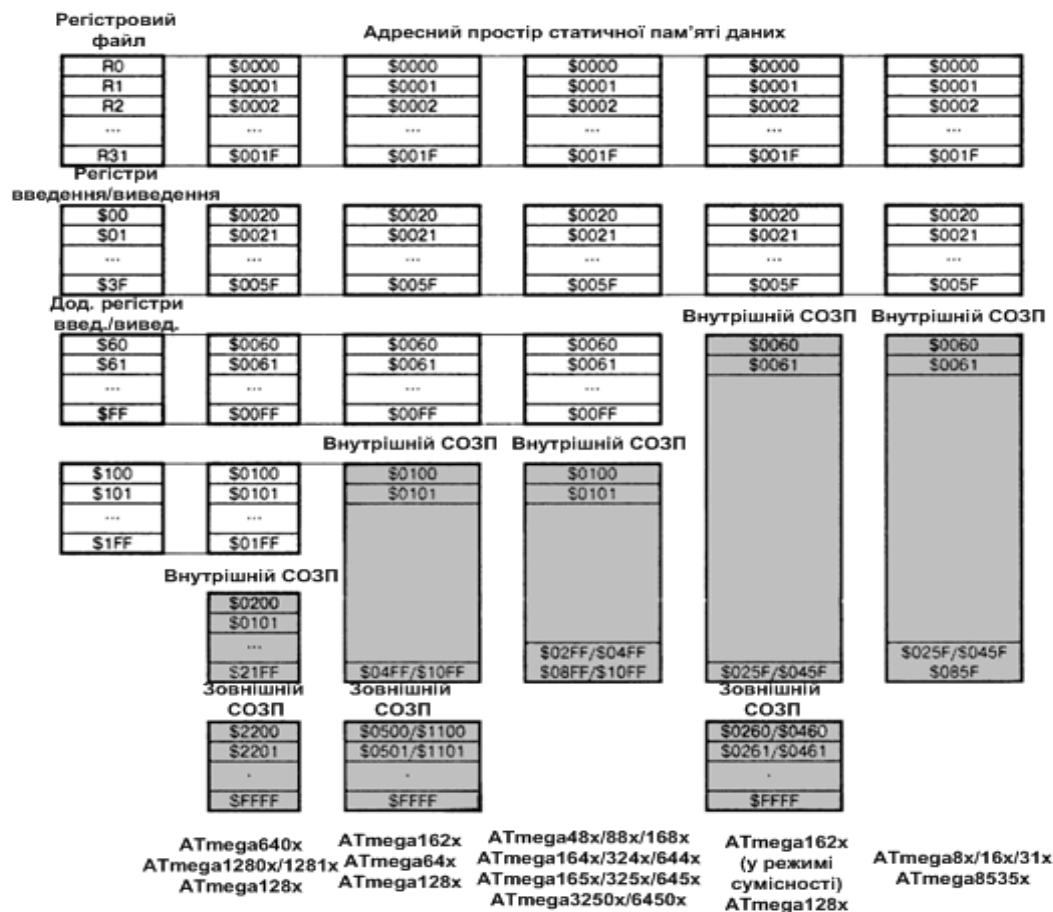 Регістровий файл
Адресний простір статичної пам'яті даних
R0 $0000 $0000 $0000 $0000 $0000
R1 $0001 $0001 $0001 $0001 $0001
R2 $0002 $0002 $0002 $0002 $0002
... ... ... ... ... ...
R31 $001F $001F $001F $001F $001F
Регістри
введення/виведення
$00 $0020 $0020 $0020 $0020 $0020
$01 $0021 $0021 $0021 $0021 $0021
... ... ... ... ... ...
$3F $005F $005F $005F $005F $005F
Дод. регістри
введ./вивед.
Внутрішній СОЗП Внутрішній СОЗП
$60 $0060 $0060 $0060 $0060 $0060
$61 $0061 $0061 $0061 $0061 $0061
... ... ... ...
$FF $00FF $00FF $00FF
Внутрішній СОЗП Внутрішній СОЗП
$100 $0100 $0100 $0100
$101 $0101 $0101 $0101
... ...
$1FF $01FF
Внутрішній СОЗП
$0200
$0101
...
$02FF/$04FF $025F/$045F
$21FF $04FF/$10FF $08FF/$10FF $025F/$045F $085F
Зовнішній СОЗП Зовнішній СОЗП Зовнішній СОЗП
$2200 $0500/$1100 $0260/$0460
$2201 $0501/$1101 $0261/$0461
. . .
$FFFF $FFFF $FFFF
ATmega640x
ATmega1280x/1281x
ATmega128x
ATmega162x
ATmega64x
ATmega128x
ATmega48x/88x/168x
ATmega164x/324x/644x
ATmega165x/325x/645x
ATmega3250x/6450x
ATmega162x
(у режимі
сумісності)
ATmega128x
ATmega8x/16x/31x
ATmega8535x